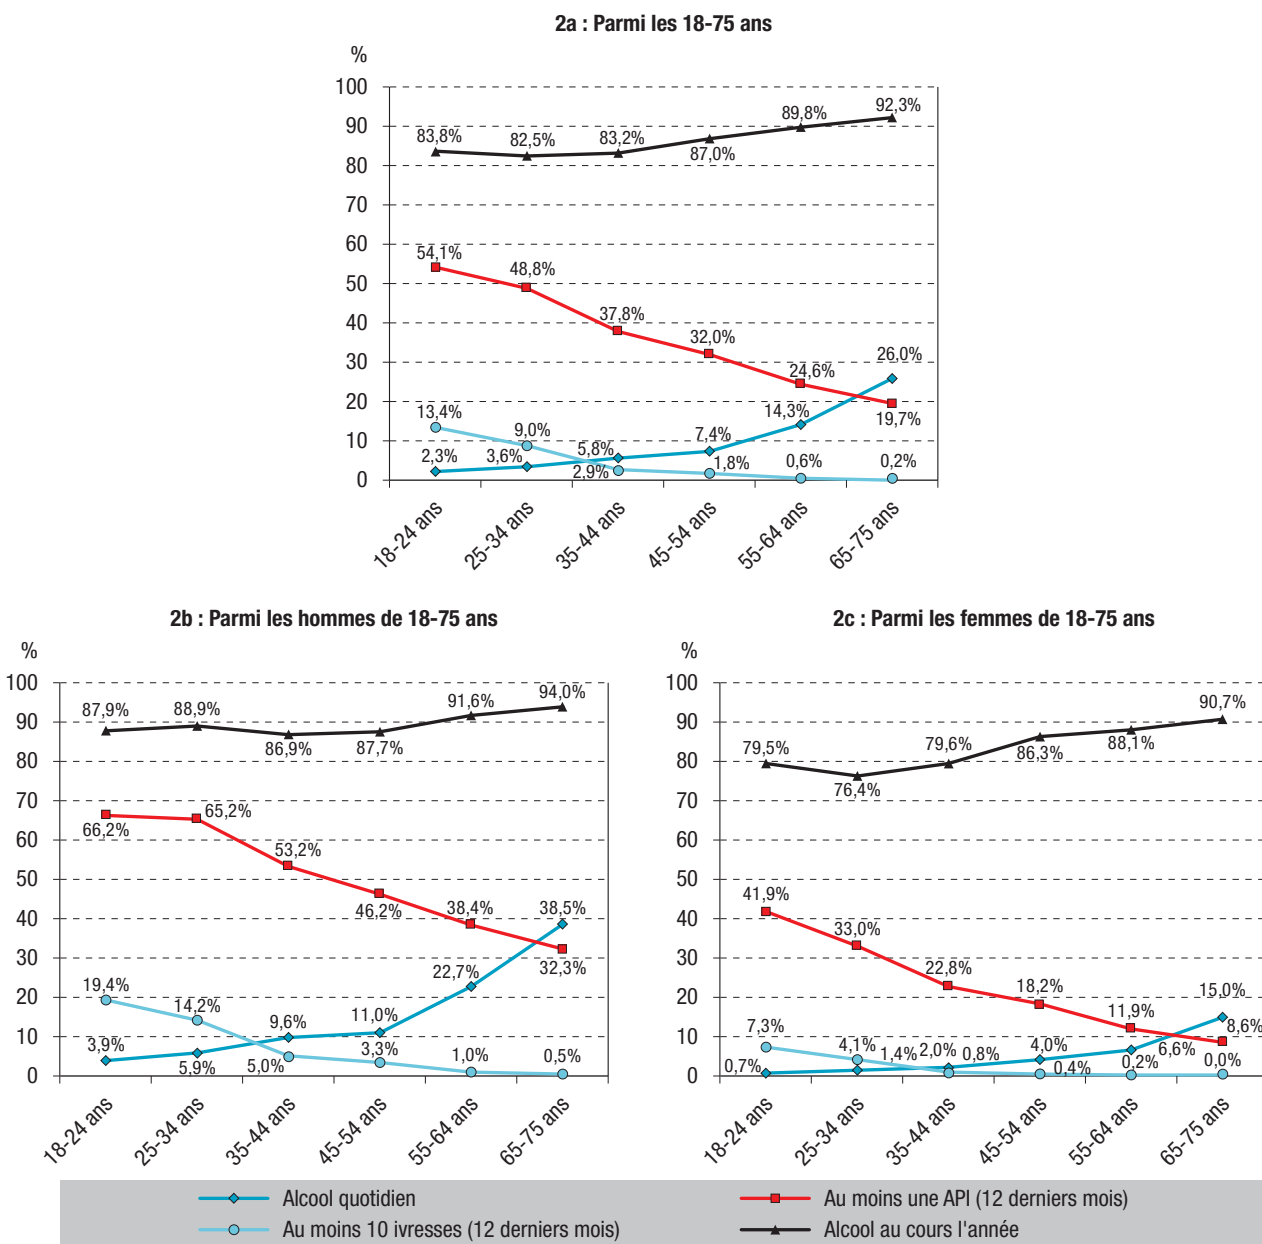 2a : Parmi les 18-75 ans
%
100
90
80
70
60
50
40
30
20
10
0
83,8% 82,5% 83,2% 87,0% 89,8% 92,3%
54,1% 48,8% 37,8% 32,0% 24,6% 19,7%
2,3% 3,6% 5,8% 7,4% 14,3% 26,0%
13,4% 9,0% 2,9% 1,8% 0,6% 0,2%
18-24 ans 25-34 ans 35-44 ans 45-54 ans 55-64 ans 65-75 ans
2b : Parmi les hommes de 18-75 ans
%
100
90
80
70
60
50
40
30
20
10
0
87,9% 88,9% 86,9% 87,7% 91,6% 94,0%
66,2% 65,2% 53,2% 46,2% 38,4% 32,3%
3,9% 5,9% 9,6% 11,0% 22,7% 38,5%
19,4% 14,2% 5,0% 3,3% 1,0% 0,5%
18-24 ans 25-34 ans 35-44 ans 45-54 ans 55-64 ans 65-75 ans
2c : Parmi les femmes de 18-75 ans
%
100
90
80
70
60
50
40
30
20
10
0
79,5% 76,4% 79,6% 86,3% 88,1% 90,7%
41,9% 33,0% 22,8% 18,2% 11,9% 8,6%
0,7% 1,4% 2,0% 4,0% 6,6% 15,0%
7,3% 4,1% 0,8% 0,4% 0,2% 0,0%
18-24 ans 25-34 ans 35-44 ans 45-54 ans 55-64 ans 65-75 ans
Alcool quotidien
Au moins une API (12 derniers mois)
Au moins 10 ivresses (12 derniers mois)
Alcool au cours l'année